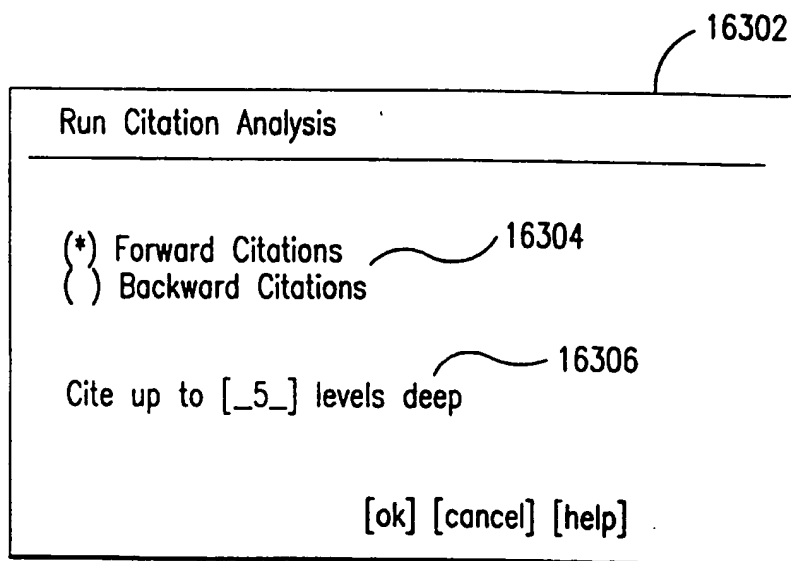 16302
Run Citation Analysis
(*) Forward Citations
16304
( ) Backward Citations
16306
Cite up to [_5_] levels deep
[ok] [cancel] [help]